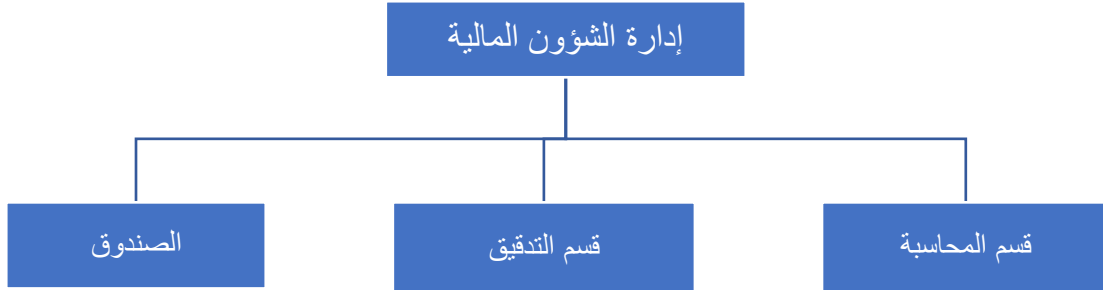 إدارة الشؤون المالية
قسم المحاسبة
قسم التدقيق
الصندوق